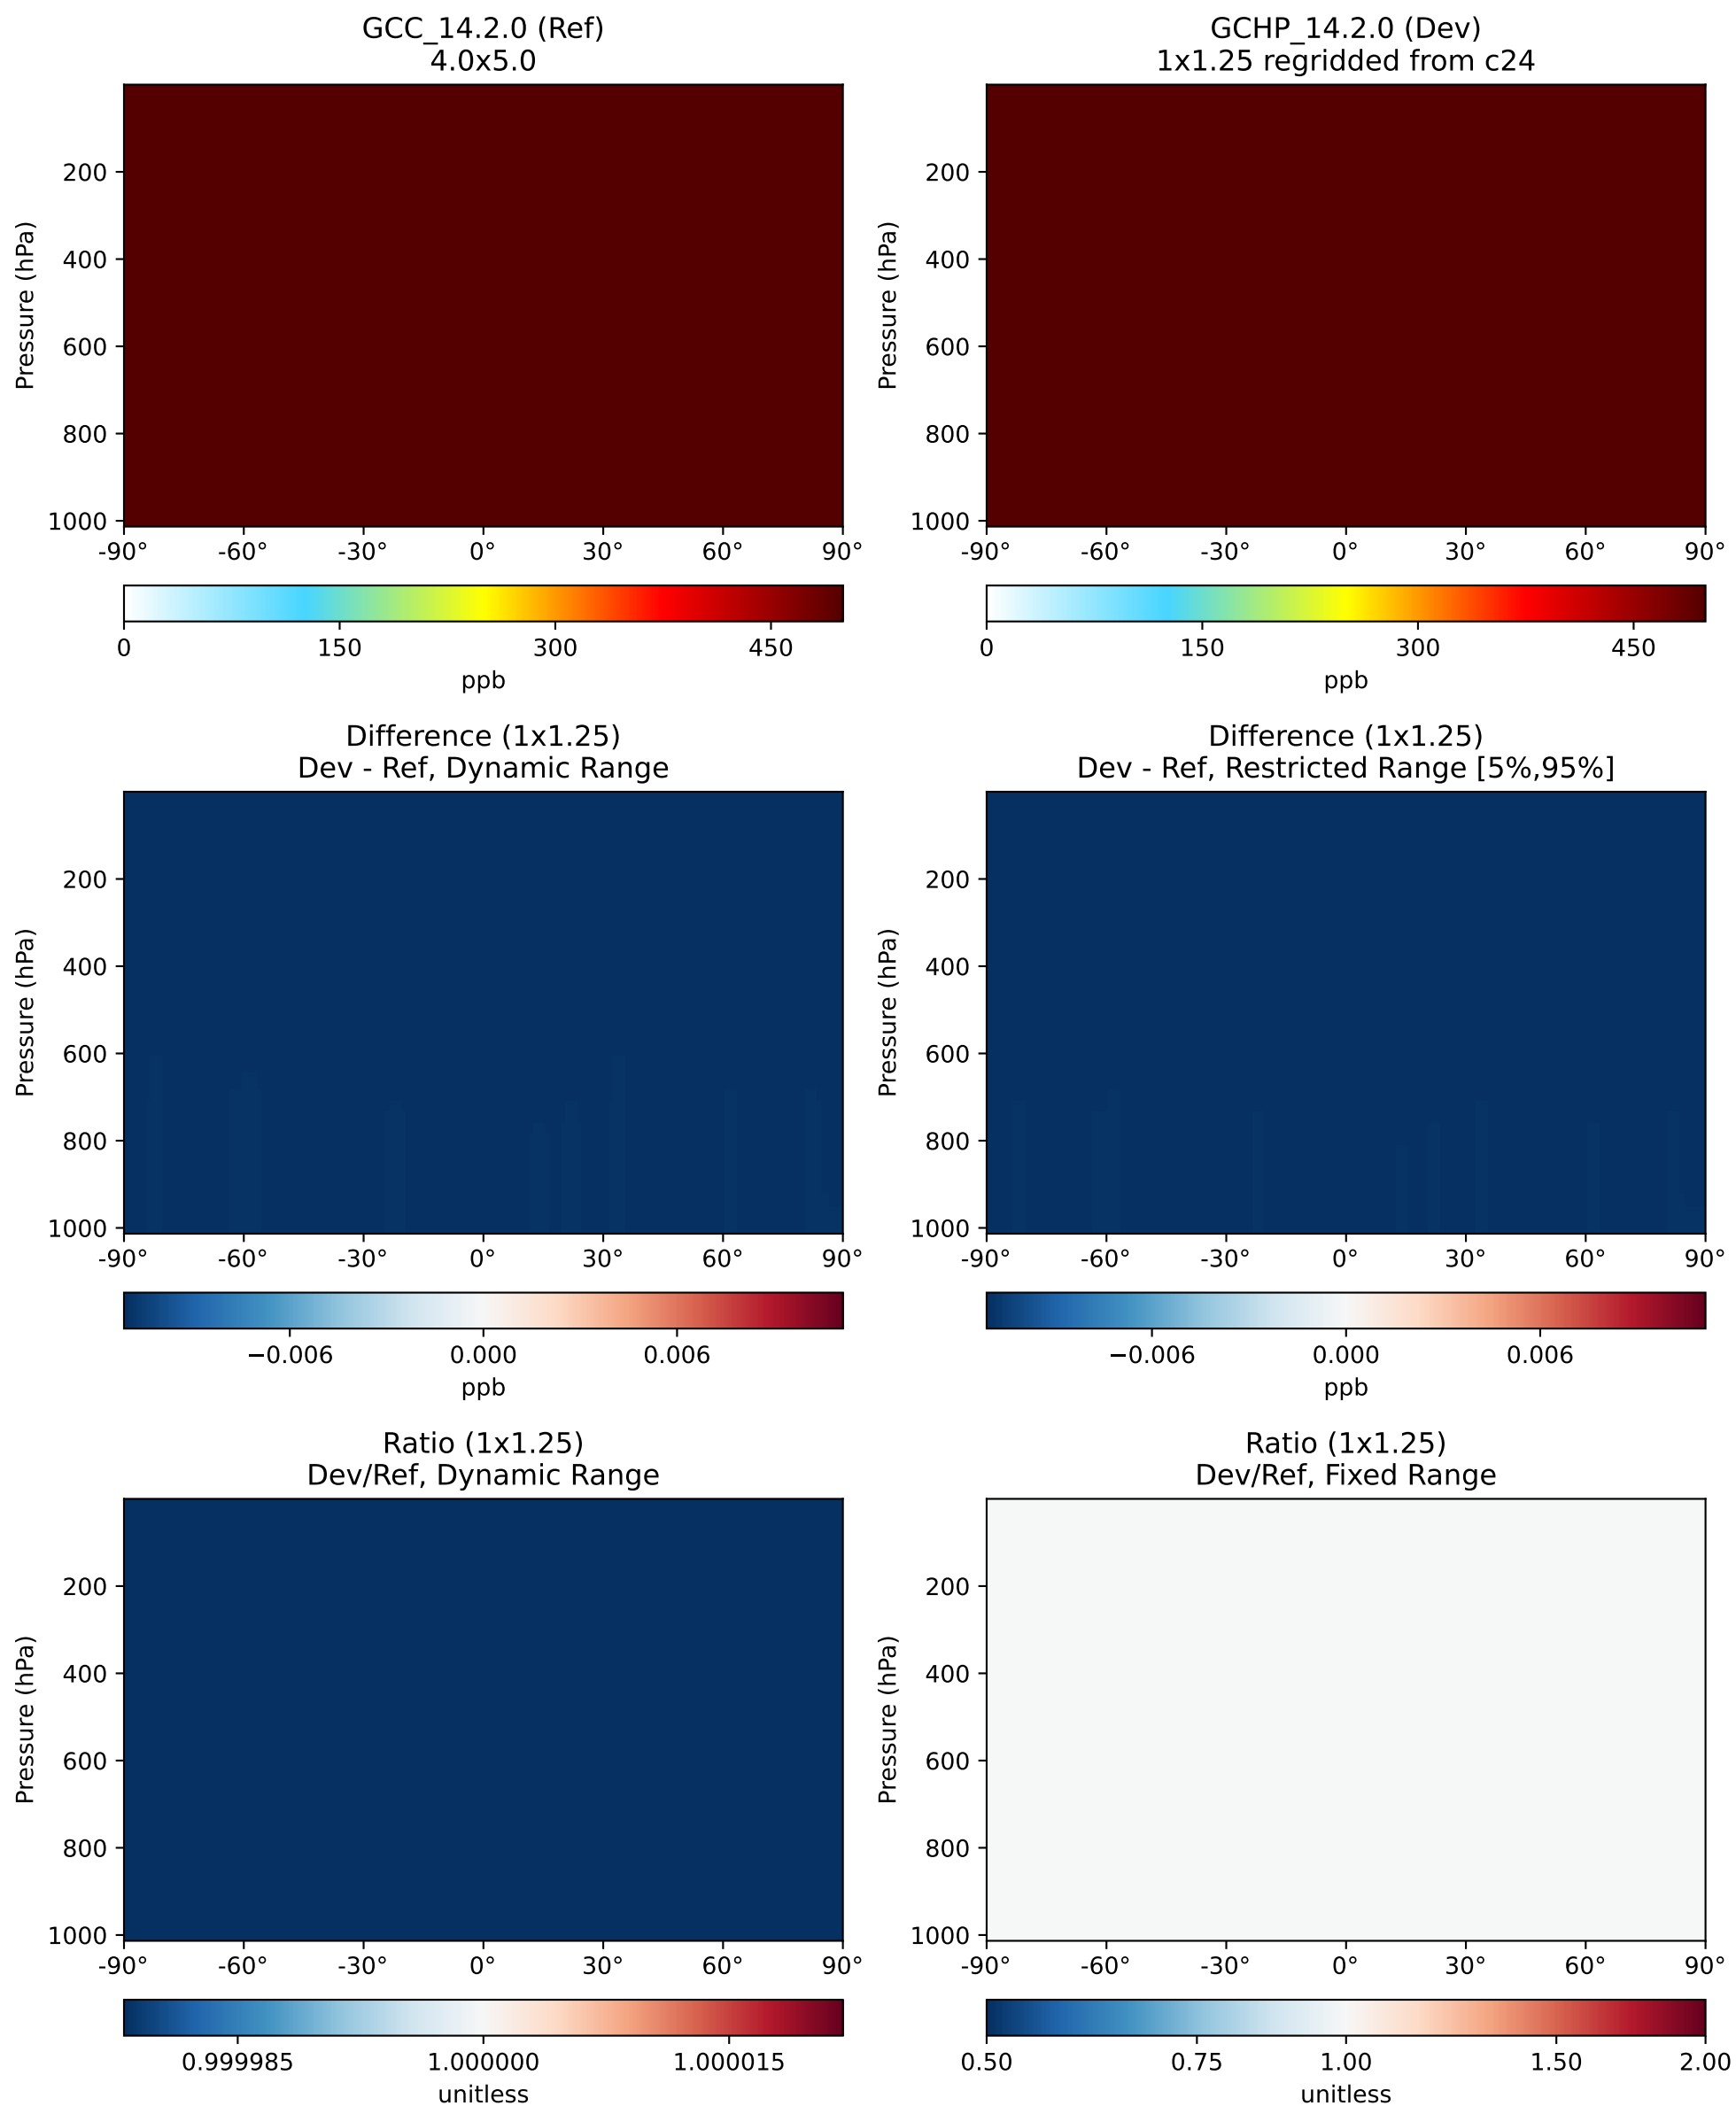 GCC_14.2.0 (Ref)
4.0x5.0
GCHP_14.2.0 (Dev)
1x1.25 regridded from c24
Pressure (hPa)
200
400
600
800
1000
-90° -60° -30° 0° 30° 60° 90°
0 150 300 450
ppb
Pressure (hPa)
200
400
600
800
1000
-90° -60° -30° 0° 30° 60° 90°
0 150 300 450
ppb
Difference (1x1.25)
Dev - Ref, Dynamic Range
Difference (1x1.25)
Dev - Ref, Restricted Range [5%,95%]
Pressure (hPa)
200
400
600
800
1000
-90° -60° -30° 0° 30° 60° 90°
−0.006 0.000 0.006
ppb
Pressure (hPa)
200
400
600
800
1000
-90° -60° -30° 0° 30° 60° 90°
−0.006 0.000 0.006
ppb
Ratio (1x1.25)
Dev/Ref, Dynamic Range
Ratio (1x1.25)
Dev/Ref, Fixed Range
Pressure (hPa)
200
400
600
800
1000
-90° -60° -30° 0° 30° 60° 90°
0.999985 1.000000 1.000015
unitless
Pressure (hPa)
200
400
600
800
1000
-90° -60° -30° 0° 30° 60° 90°
0.50 0.75 1.00 1.50 2.00
unitless